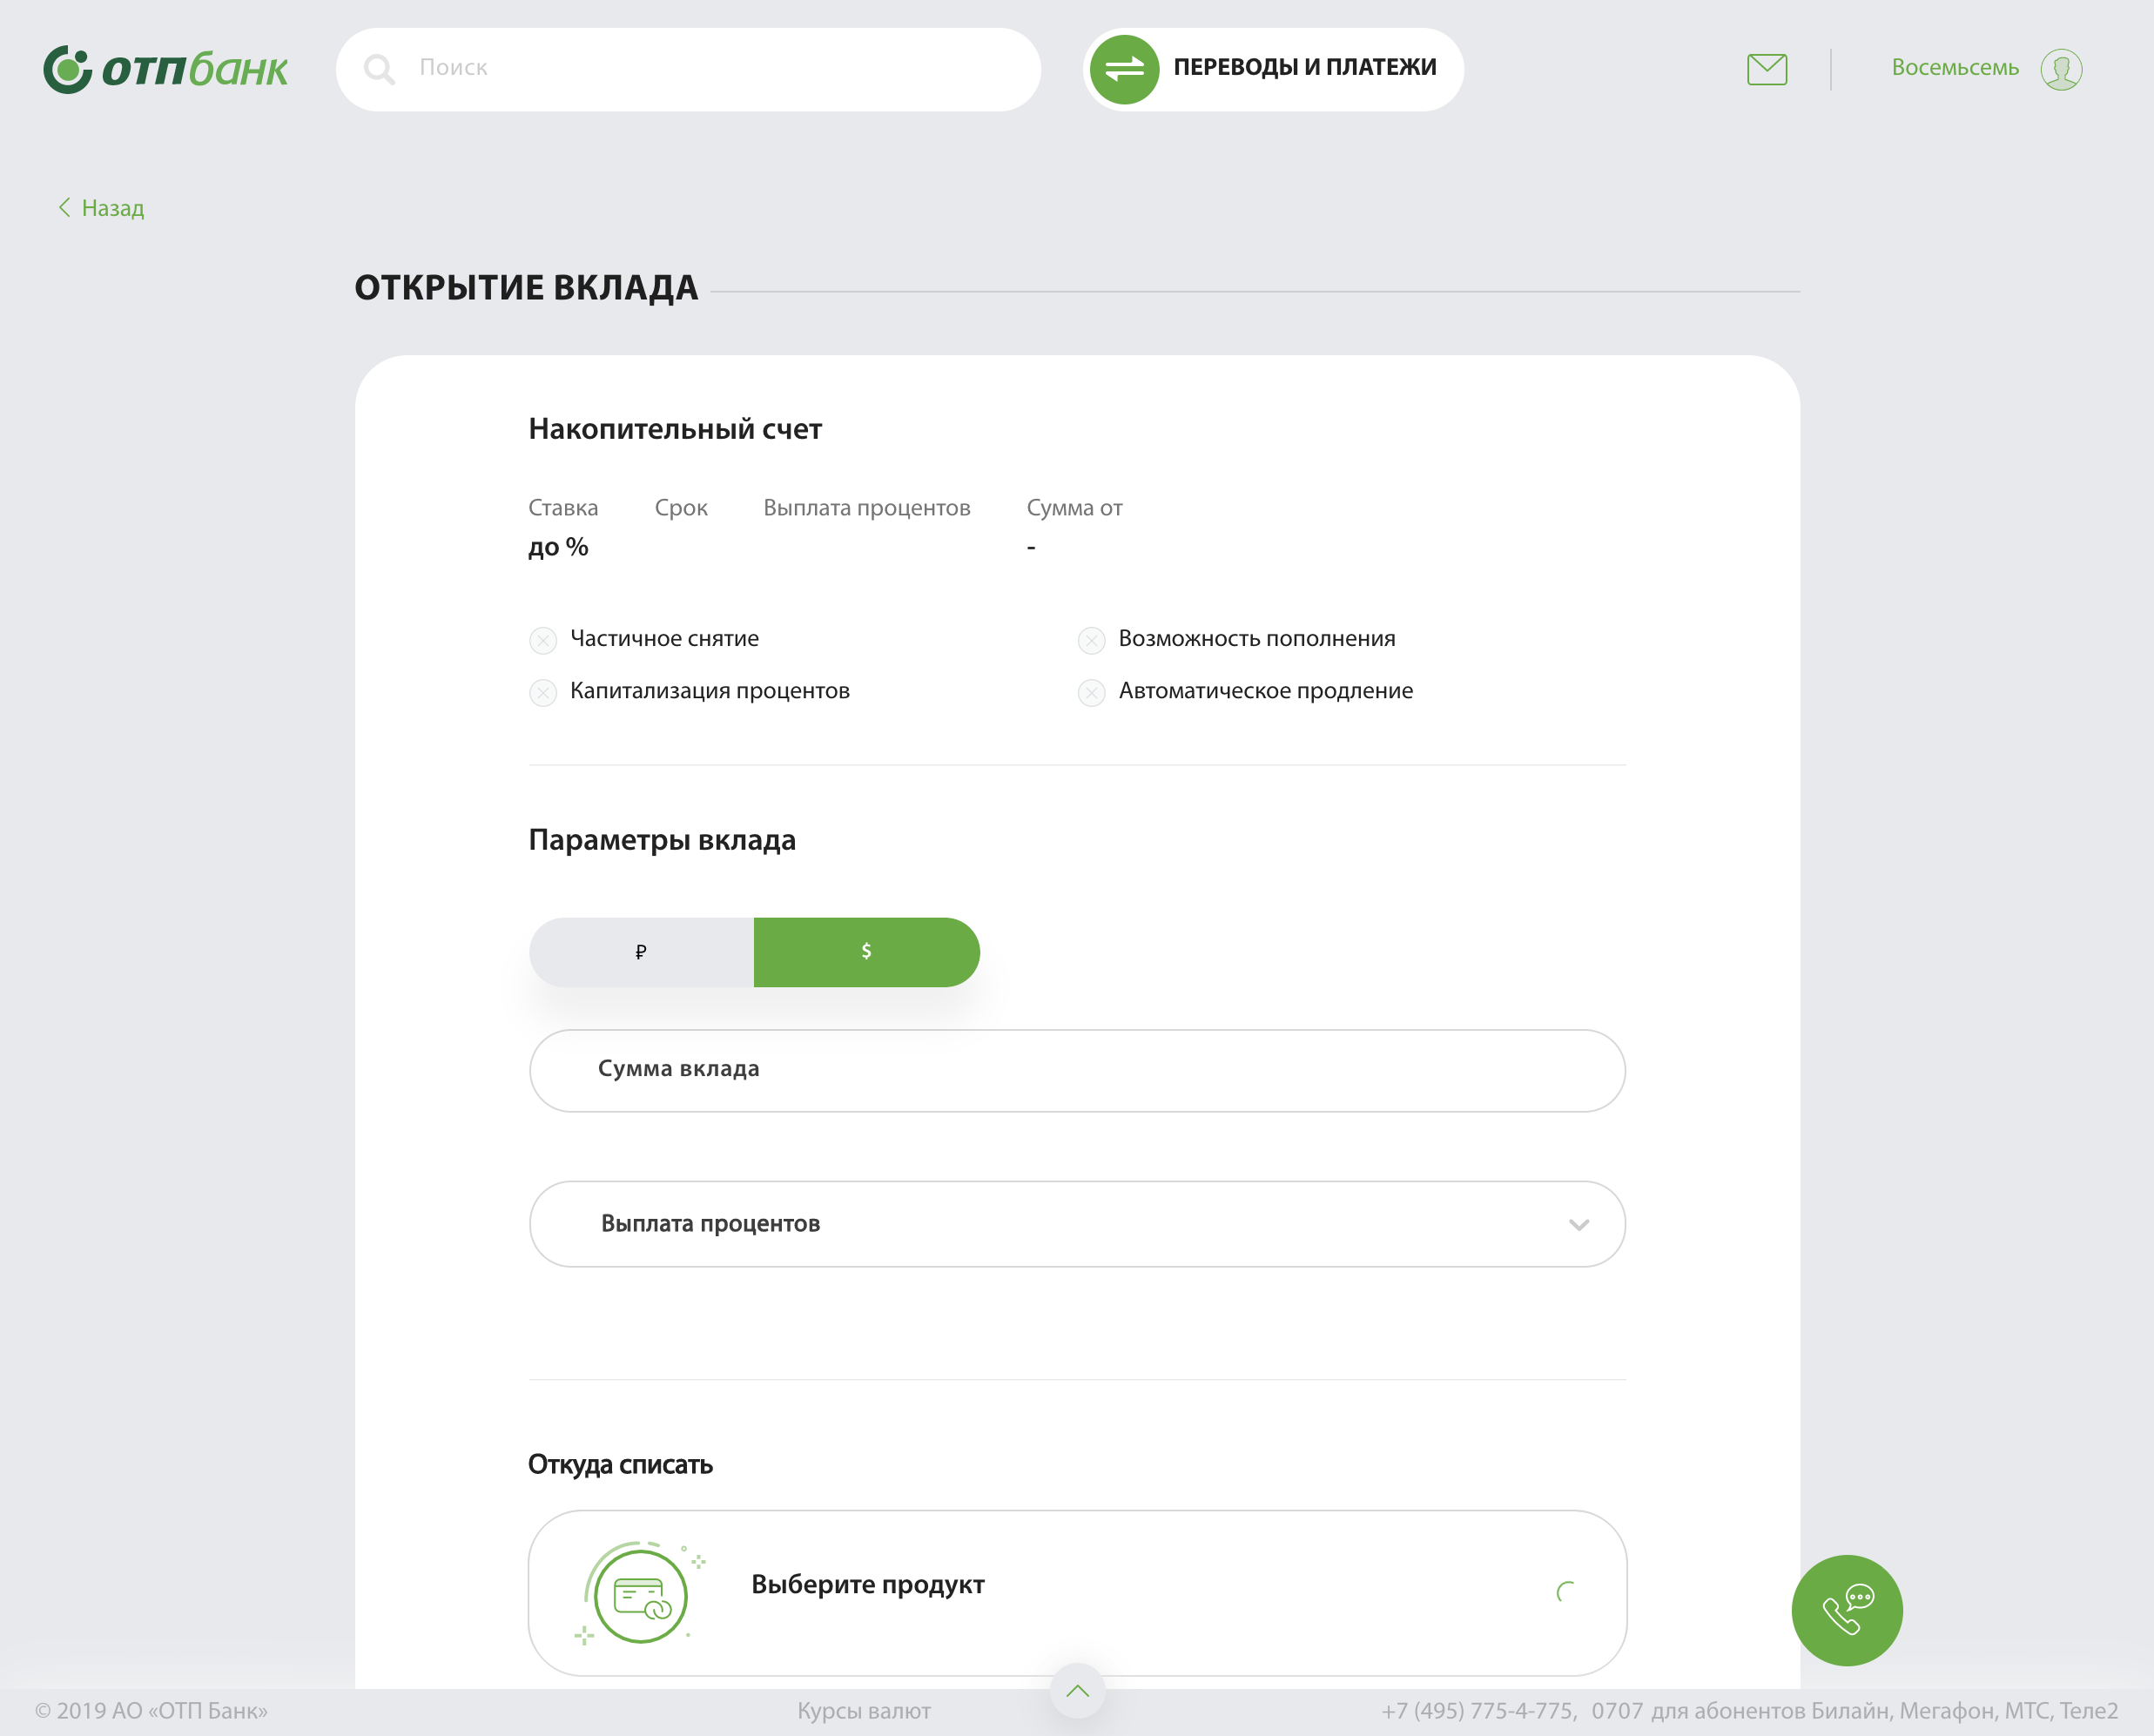 отпбанк
Поиск
ПЕРЕВОДЫ И ПЛАТЕЖИ
Восемьсемь
Назад
ОТКРЫТИЕ ВКЛАДА
Накопительный счет
Ставка Срок Выплата процентов Сумма от
до % -
Частичное снятие Возможность пополнения
Капитализация процентов Автоматическое продление
Параметры вклада
₽ $
Сумма вклада
Выплата процентов
Откуда списать
Выберите продукт
© 2019 АО «ОТП Банк» Курсы валют +7 (495) 775-4-775, 0707 для абонентов Билайн, Мегафон, МТС, Теле2